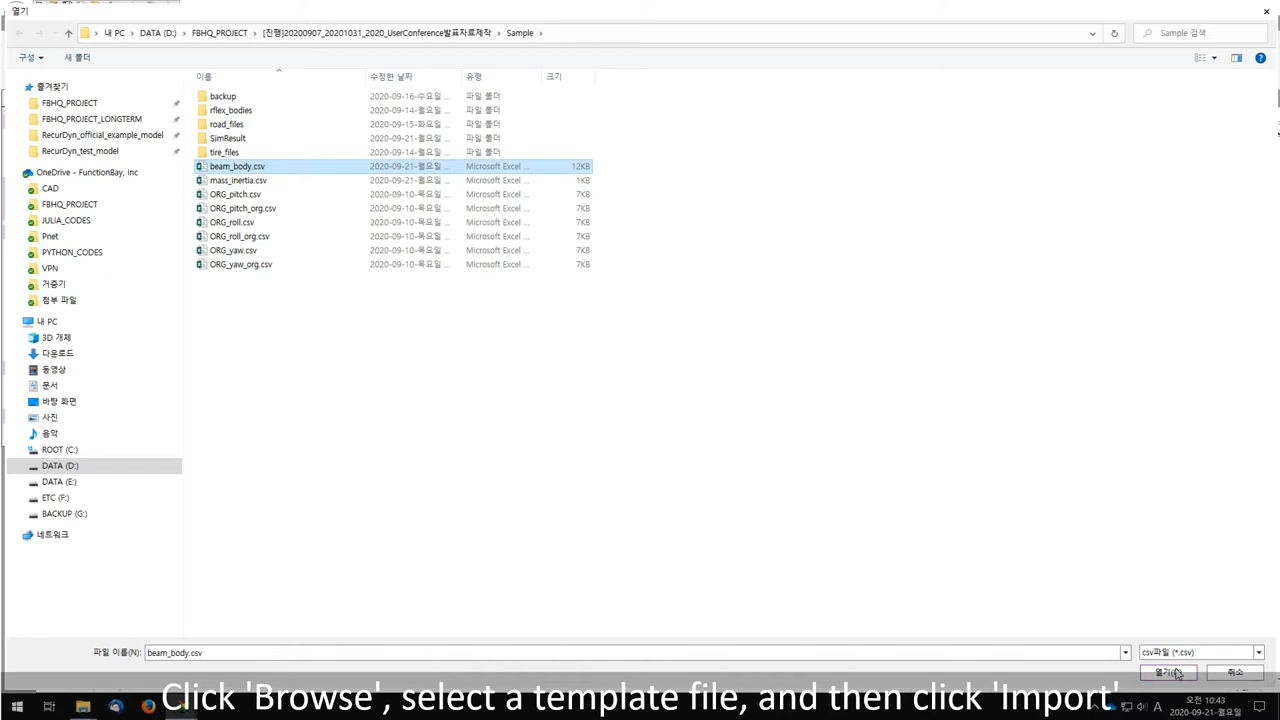 열기
내 PC > DATA (D:) > FBHQ_PROJECT > [진행]20200907_20201031_2020_UserConference발표자료제작 > Sample >
Sample 검색
구성
새 폴더
이름 수정한 날짜 유형 크기
즐겨찾기
FBHQ_PROJECT
FBHQ_PROJECT_LONGTERM
RecurDyn_official_example_model
RecurDyn_test_model
OneDrive - FunctionBay, Inc
CAD
FBHQ_PROJECT
JULIA_CODES
Pnet
PYTHON_CODES
VPN
거중기
첨부 파일
내 PC
3D 개체
다운로드
동영상
문서
바탕 화면
사진
음악
ROOT (C:)
DATA (D:)
DATA (E:)
ETC (F:)
BACKUP (G:)
네트워크
backup 2020-09-16-수요일 ... 파일 폴더
rflex_bodies 2020-09-14-월요일 ... 파일 폴더
road_files 2020-09-15-화요일 ... 파일 폴더
SimResult 2020-09-21-월요일 ... 파일 폴더
tire_files 2020-09-14-월요일 ... 파일 폴더
beam_body.csv 2020-09-21-월요일 ... Microsoft Excel ... 12KB
mass_inertia.csv 2020-09-21-월요일 ... Microsoft Excel ... 1KB
ORG_pitch.csv 2020-09-10-목요일 ... Microsoft Excel ... 7KB
ORG_pitch_org.csv 2020-09-10-목요일 ... Microsoft Excel ... 7KB
ORG_roll.csv 2020-09-10-목요일 ... Microsoft Excel ... 7KB
ORG_roll_org.csv 2020-09-10-목요일 ... Microsoft Excel ... 7KB
ORG_yaw.csv 2020-09-10-목요일 ... Microsoft Excel ... 7KB
ORG_yaw_org.csv 2020-09-10-목요일 ... Microsoft Excel ... 7KB
파일 이름(N): beam_body.csv
csv파일 (*.csv)
열기(O) 취소
Click 'Browse', select a template file, and then click 'Import'
A 오전 10:43
2020-09-21-월요일